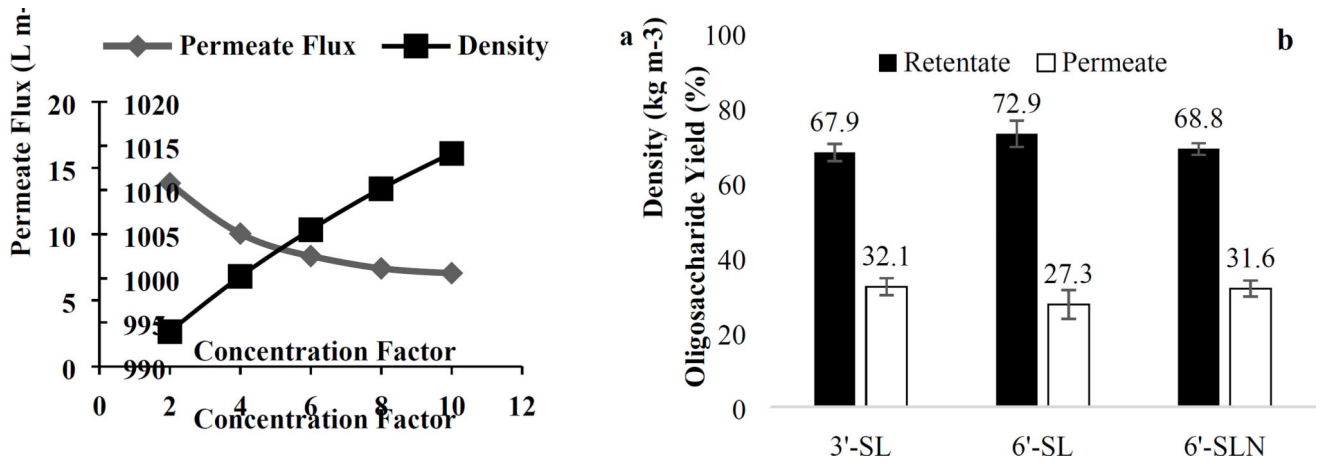 Permeate Flux (L m-
Permeate Flux
Density
a
20
15
10
5
0
1020
1015
1010
1005
1000
995
990
Concentration Factor
0 2 4 6 8 10 12
Concentration Factor
Density (kg m-3)
Oligosaccharide Yield (%)
b
100
80
60
40
20
0
Retentate
Permeate
67.9
32.1
72.9
27.3
68.8
31.6
3'-SL
6'-SL
6'-SLN